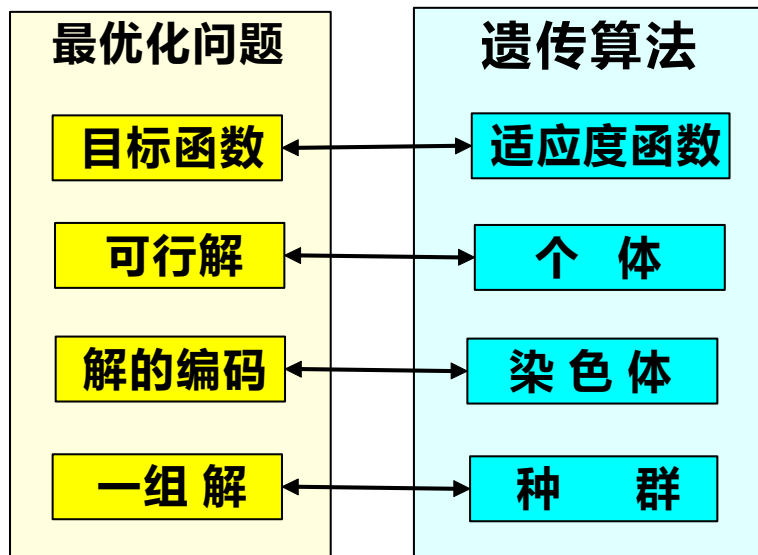 最优化问题 遗传算法
目标函数 适应度函数
可行解 个 体
解的编码 染色体
一组解 种 群